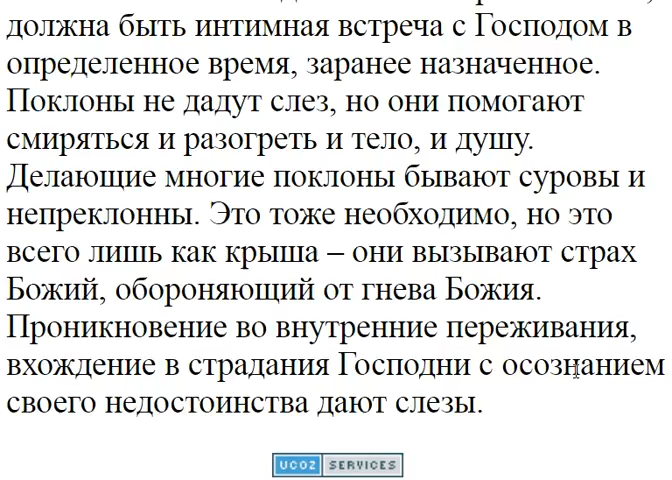 должна быть интимная встреча с Господом в
определенное время, заранее назначенное.
Поклоны не дадут слез, но они помогают
смиряться и разогреть и тело, и душу.
Делающие многие поклоны бывают суровы и
непреклонны. Это тоже необходимо, но это
всего лишь как крыша – они вызывают страх
Божий, обороняющий от гнева Божия.
Проникновение во внутренние переживания,
вхождение в страдания Господни с осознанием
своего недостоинства дают слезы.
UCOZ SERVICES